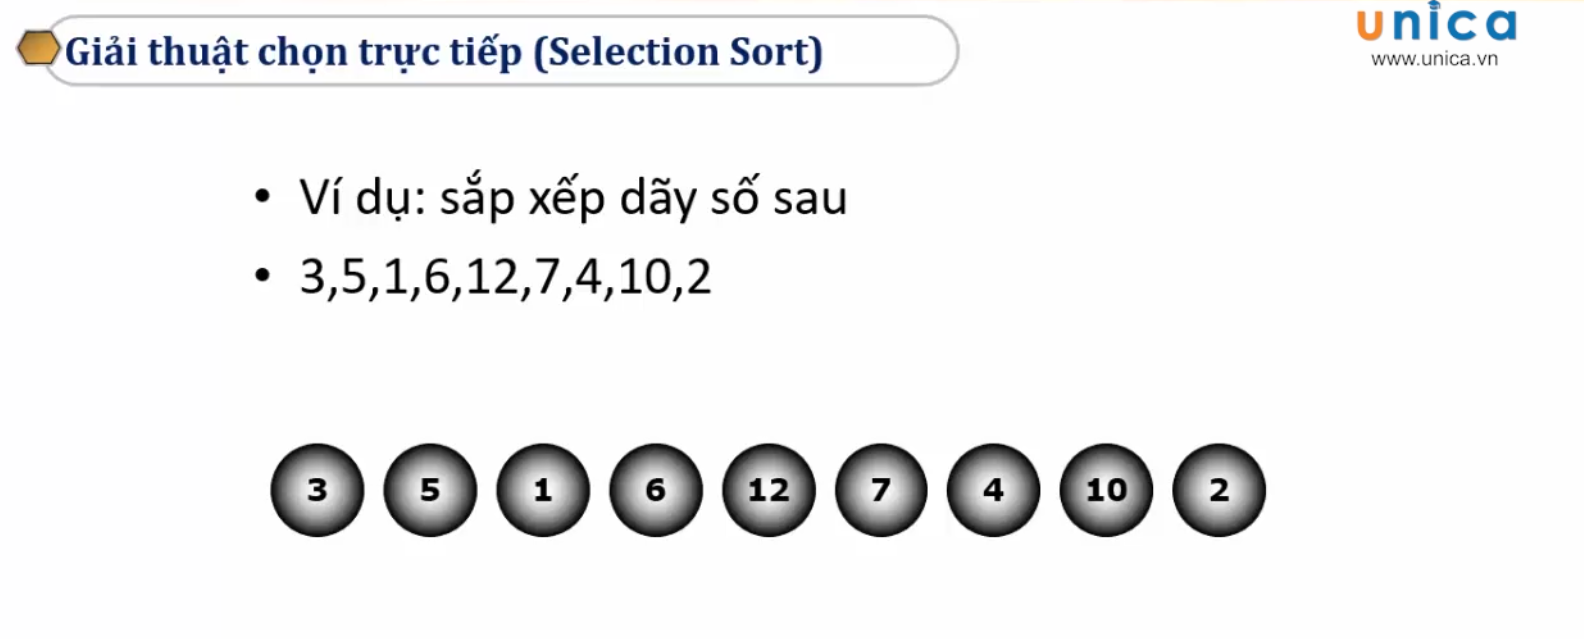 Giải thuật chọn trực tiếp (Selection Sort)
unica
www.unica.vn
• Ví dụ: sắp xếp dãy số sau
• 3,5,1,6,12,7,4,10,2
3 5 1 6 12 7 4 10 2